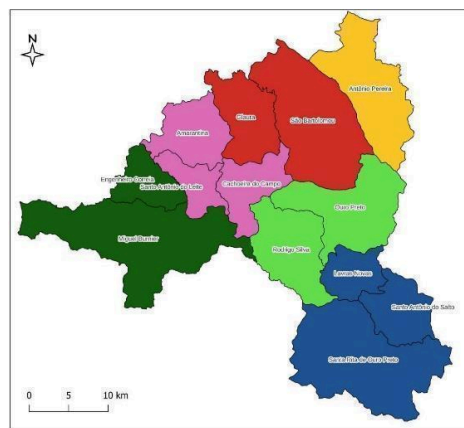 N
Antônio Pereira
Glaura
São Bartolomeu
Amarantina
Engenheiro Correia
Santo Antônio do Leite
Cachoeira do Campo
Ouro Preto
Miguel Burnier
Rodrigo Silva
Lavras Novas
Santo Antônio do Salto
Santa Rita de Ouro Preto
0 5 10 km